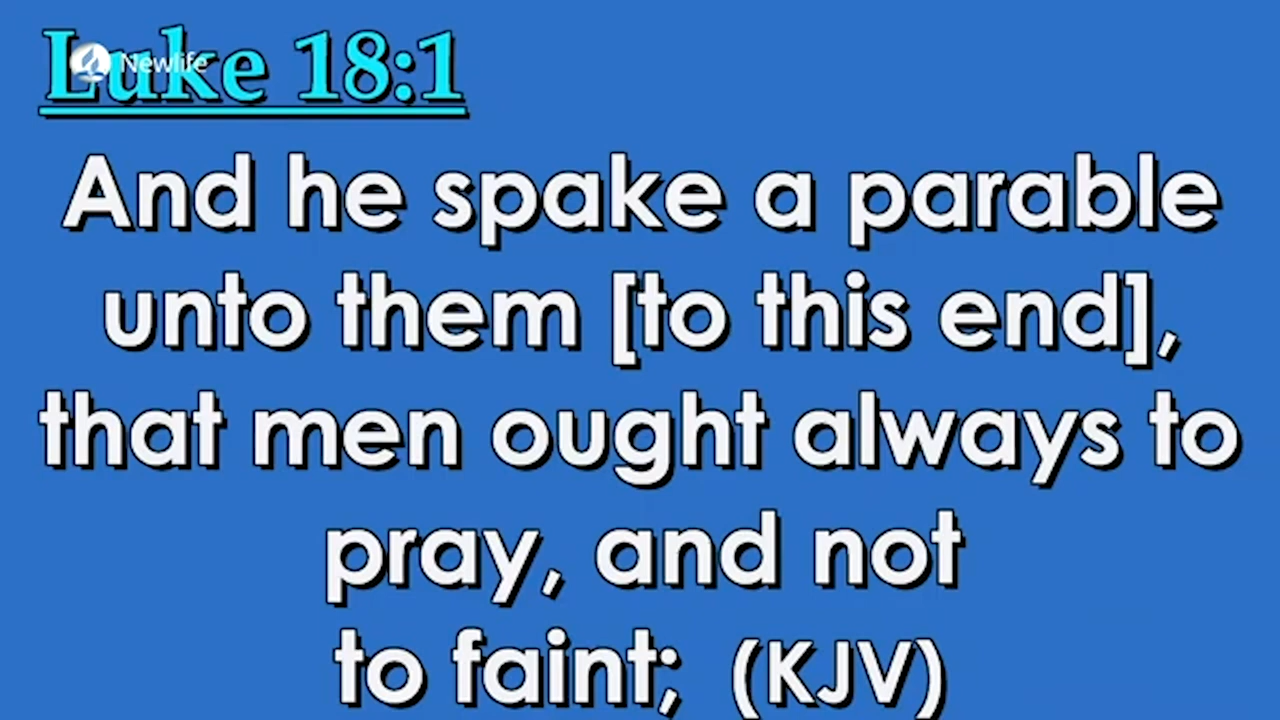 Luke 18:1
Newlife
And he spake a parable
unto them [to this end],
that men ought always to
pray, and not
to faint; (KJV)